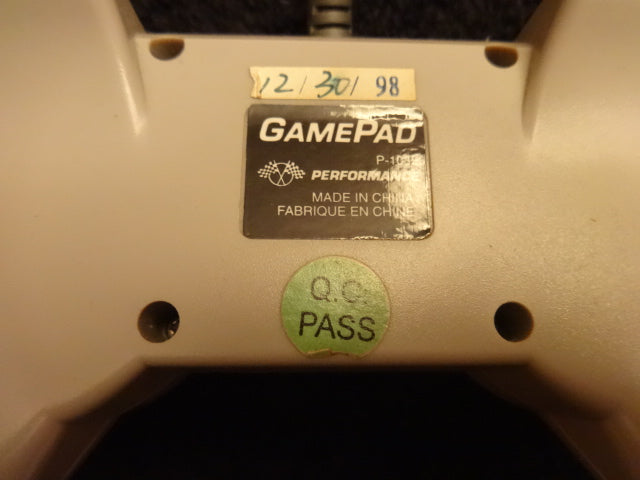 12/30/98
GAMEPAD
PERFORMANCE
MADE IN CHINA
FABRIQUE EN CHINE
Q.C.
PASS